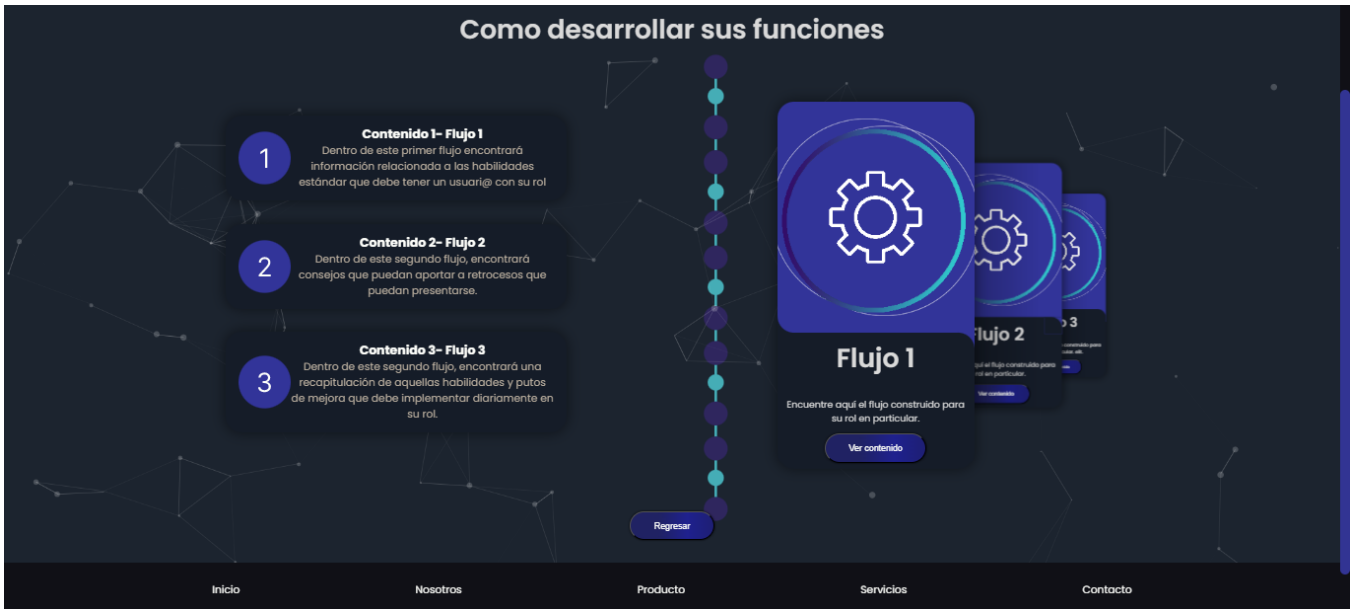 Como desarrollar sus funciones
1
Contenido 1- Flujo 1
Dentro de este primer flujo encontrará
información relacionada a las habilidades
estándar que debe tener un usuari@ con su rol
2
Contenido 2- Flujo 2
Dentro de este segundo flujo, encontrará
consejos que puedan aportar a retrocesos que
puedan presentarse.
3
Contenido 3- Flujo 3
Dentro de este segundo flujo, encontrará una
recapitulación de aquellas habilidades y putos
de mejora que debe implementar diariamente en
su rol.
Flujo 1
Encuentre aquí el flujo construido para
su rol en particular.
Ver contenido
Flujo 2
aquí el flujo construido para
rol en particular.
Ver contenido
3
construido para
Regresar
Inicio
Nosotros
Producto
Servicios
Contacto